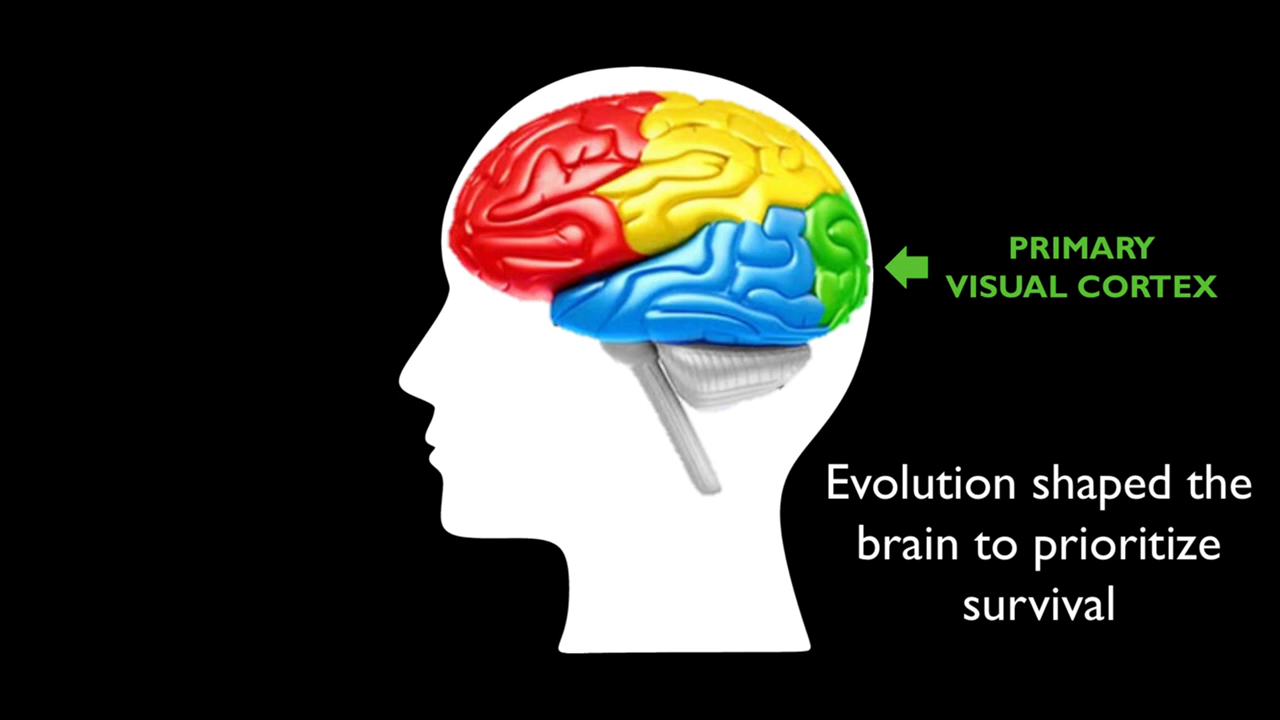 PRIMARY
VISUAL CORTEX
Evolution shaped the
brain to prioritize
survival